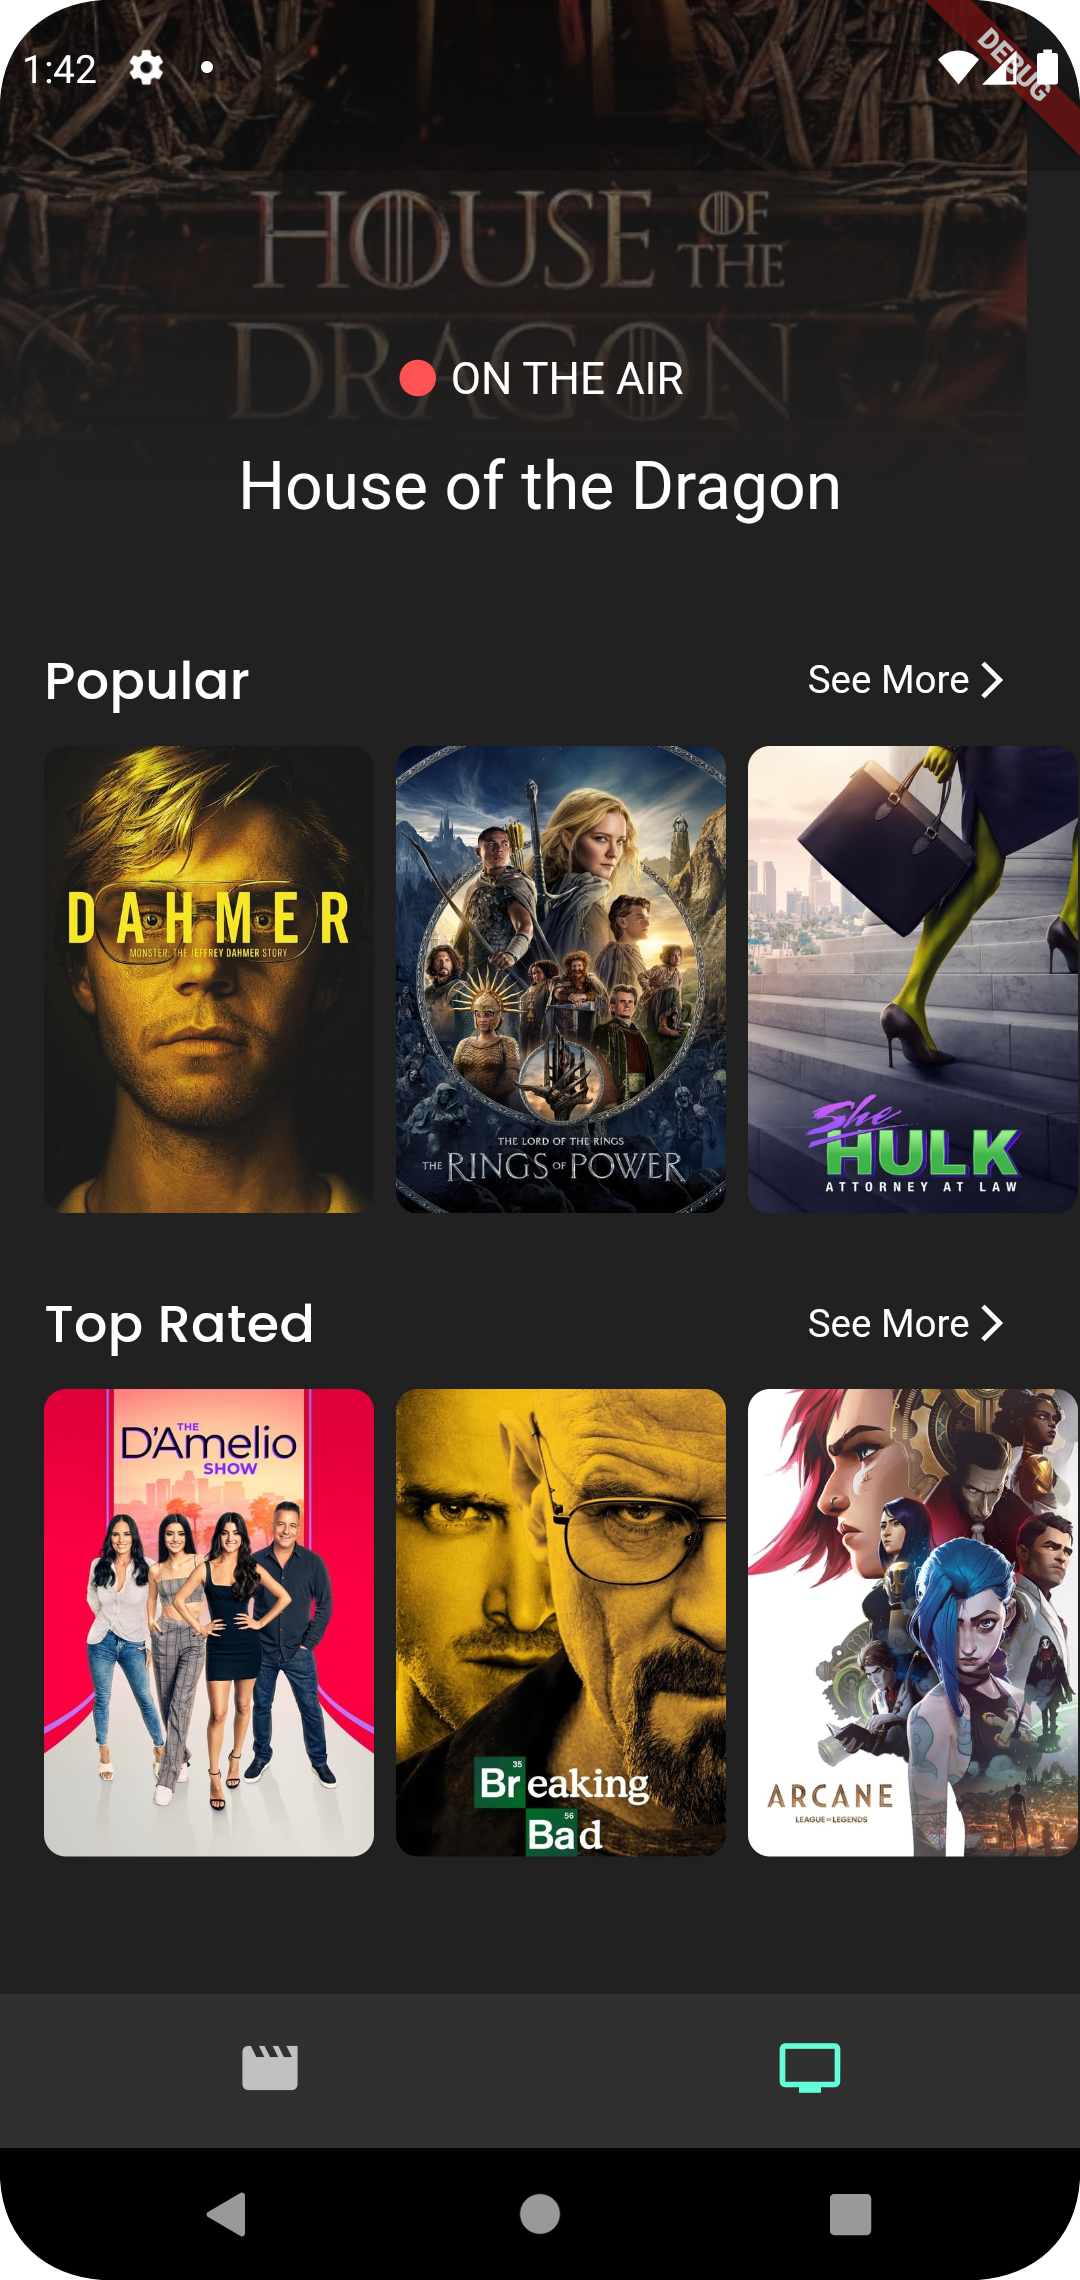 1:42
DEBUG
HOUSE OF
THE
DRAGON
ON THE AIR
House of the Dragon
Popular
See More
DAHMER
MONSTER: THE JEFFREY DAHMER STORY
THE LORD OF THE RINGS
THE RINGS OF POWER
She
HULK
ATTORNEY AT LAW
Top Rated
See More
THE
D'Amelio
SHOW
35
Breaking
56
Bad
ARCANE
LEAGUE OF LEGENDS